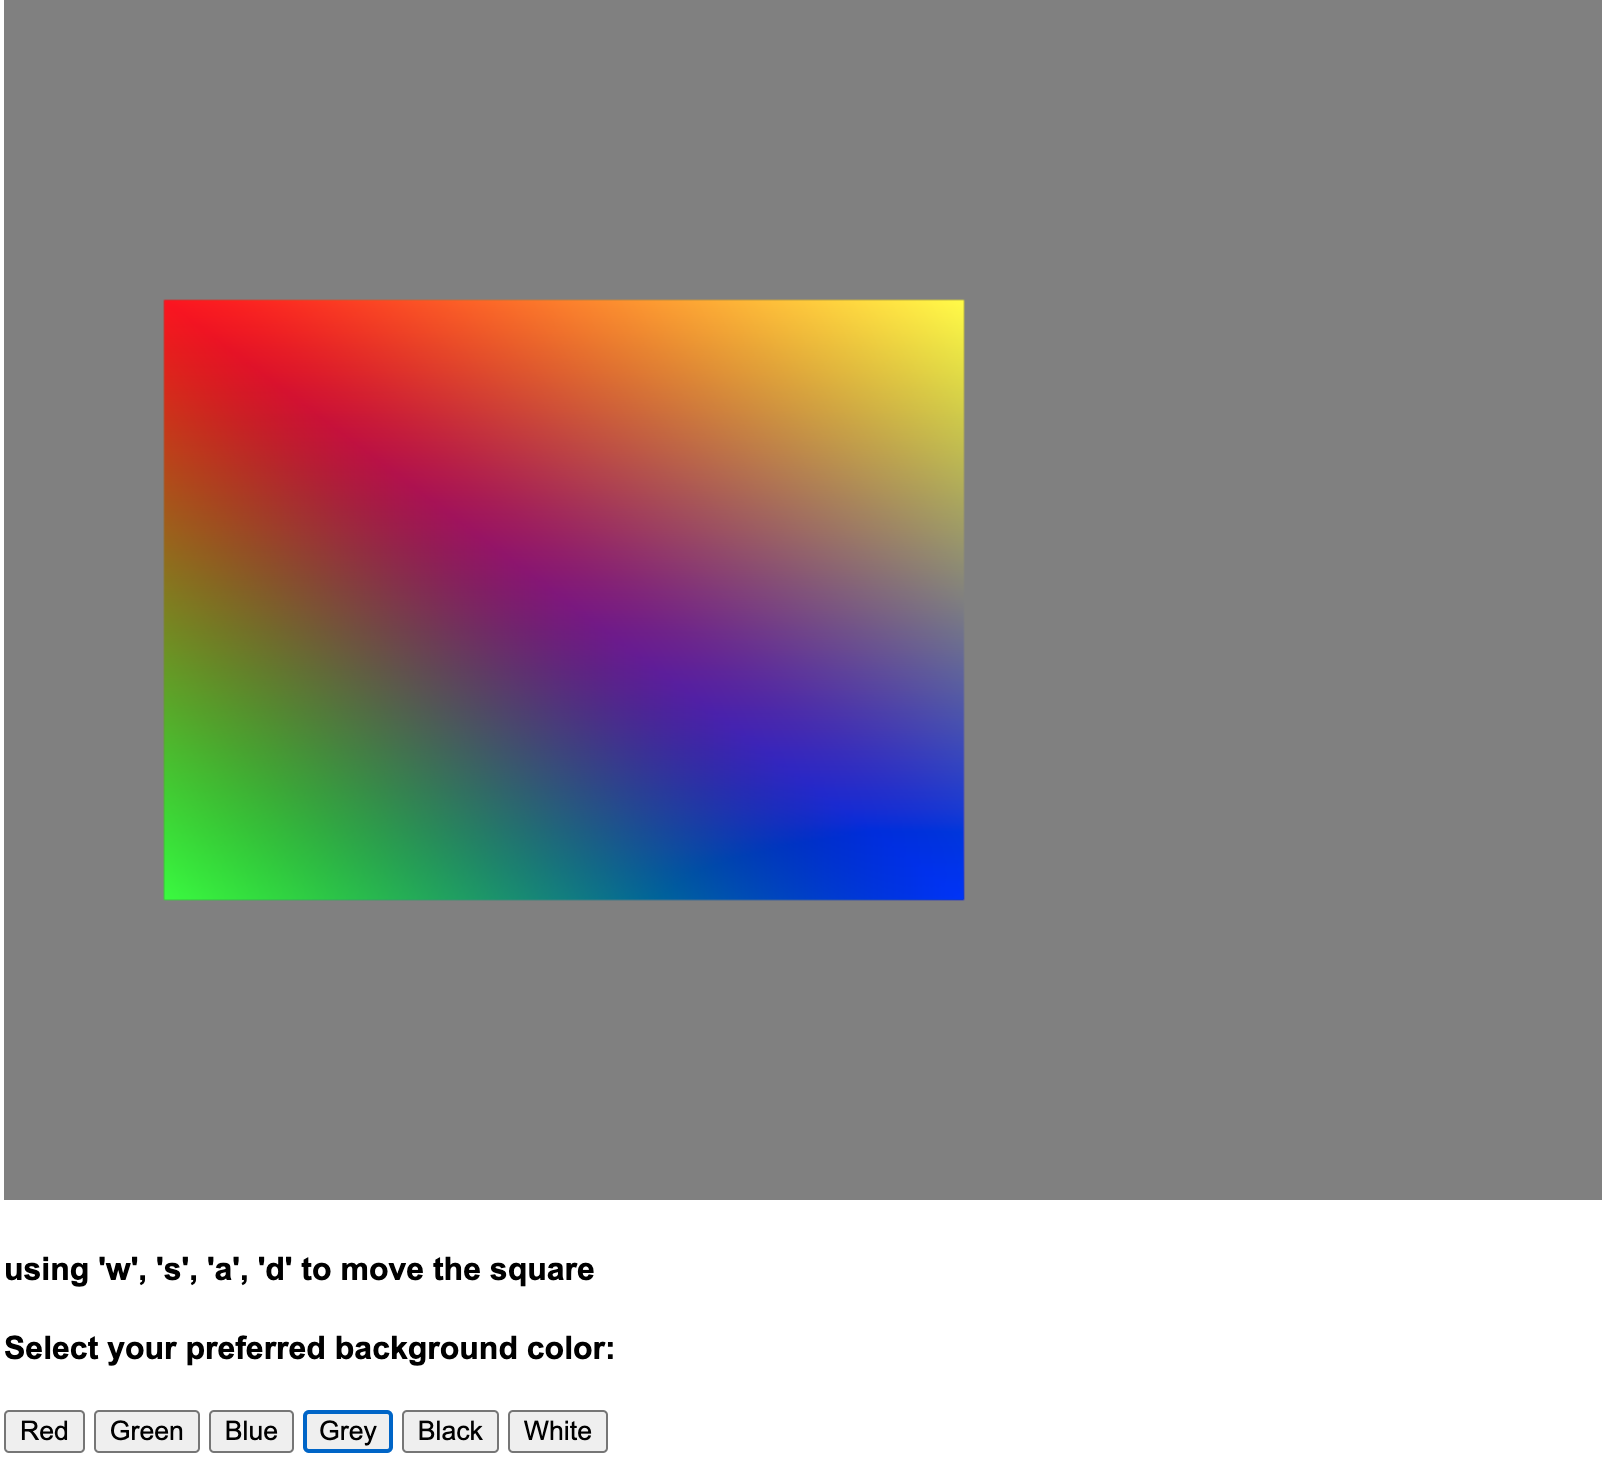 using 'w', 's', 'a', 'd' to move the square
Select your preferred background color:
Red Green Blue Grey Black White